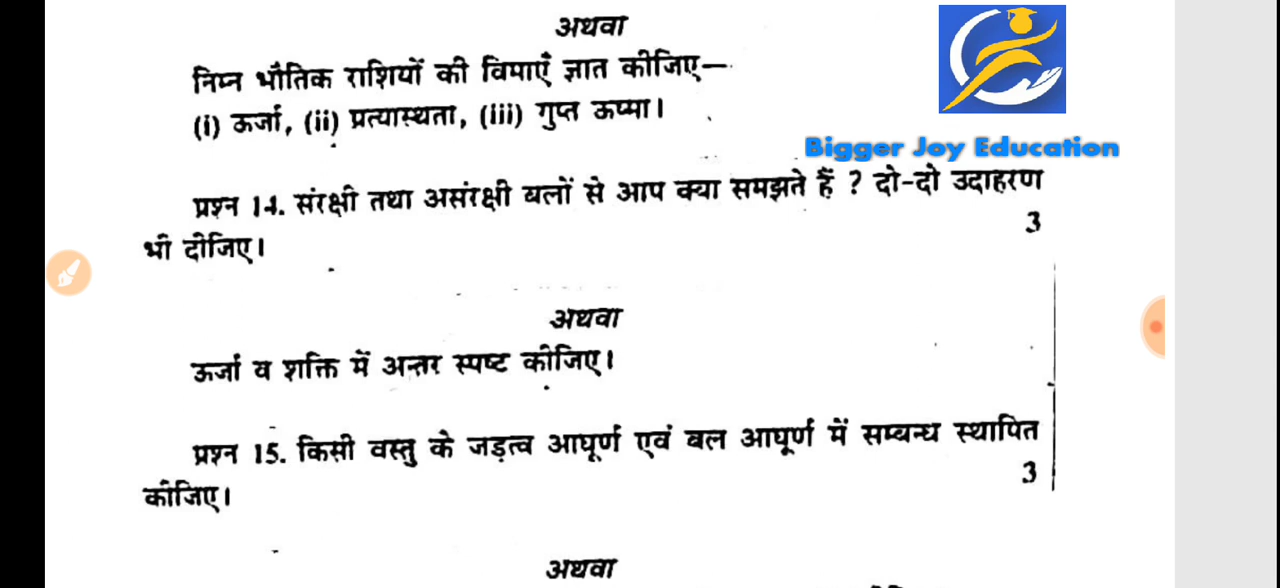 अथवा
निम्न भौतिक राशियों की विमाएँ ज्ञात कीजिए—
(i) ऊर्जा, (ii) प्रत्यास्थता, (iii) गुप्त ऊष्मा।
Bigger Joy Education
प्रश्न 14. संरक्षी तथा असंरक्षी बलों से आप क्या समझते हैं ? दो-दो उदाहरण
भी दीजिए। 3
अथवा
ऊर्जा व शक्ति में अन्तर स्पष्ट कीजिए।
प्रश्न 15. किसी वस्तु के जड़त्व आघूर्ण एवं बल आघूर्ण में सम्बन्ध स्थापित
कीजिए। 3
अथवा